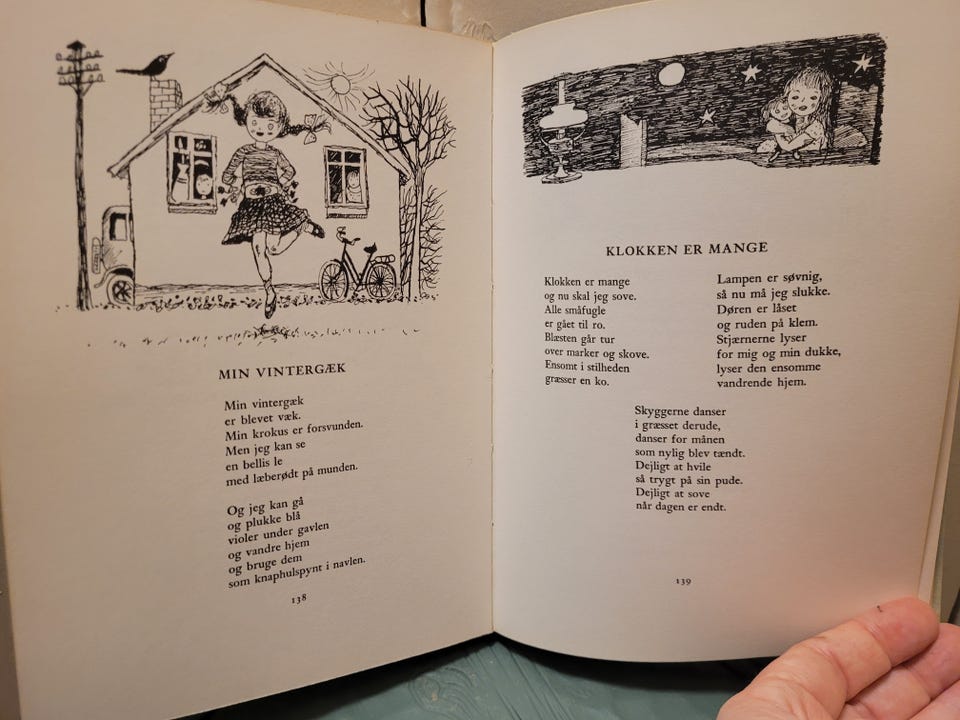 MIN VINTERGÆK
Min vintergæk
er blevet væk.
Min krokus er forsvunden.
Men jeg kan se
en bellis le
med læberødt på munden.
Og jeg kan gå
og plukke blå
violer under gavlen
og vandre hjem
og bruge dem
som knaphulspynt i navlen.
138
KLOKKEN ER MANGE
Klokken er mange
og nu skal jeg sove.
Alle småfugle
er gået til ro.
Blæsten går tur
over marker og skove.
Ensomt i stilheden
græsser en ko.
Lampen er søvnig,
så nu må jeg slukke.
Døren er låset
og ruden på klem.
Stjærnerne lyser
for mig og min dukke,
lyser den ensomme
vandrende hjem.
Skyggerne danser
i græsset derude,
danser for månen
som nylig blev tændt.
Dejligt at hvile
så trygt på sin pude.
Dejligt at sove
når dagen er endt.
139